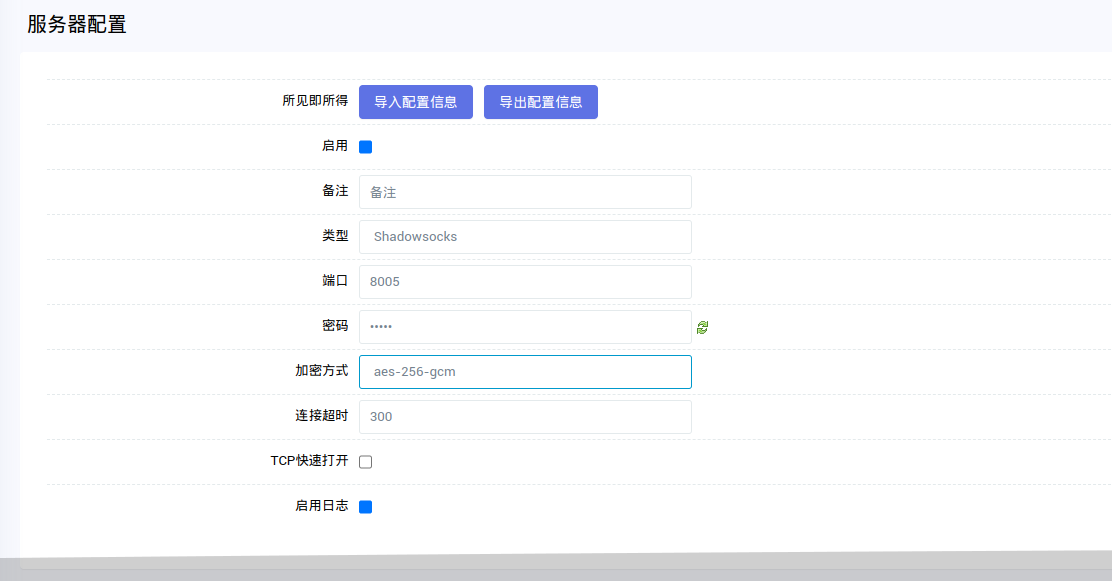 服务器配置
所见即所得 导入配置信息 导出配置信息
启用
备注 备注
类型 Shadowsocks
端口 8005
密码 •••••
加密方式 aes-256-gcm
连接超时 300
TCP快速打开
启用日志